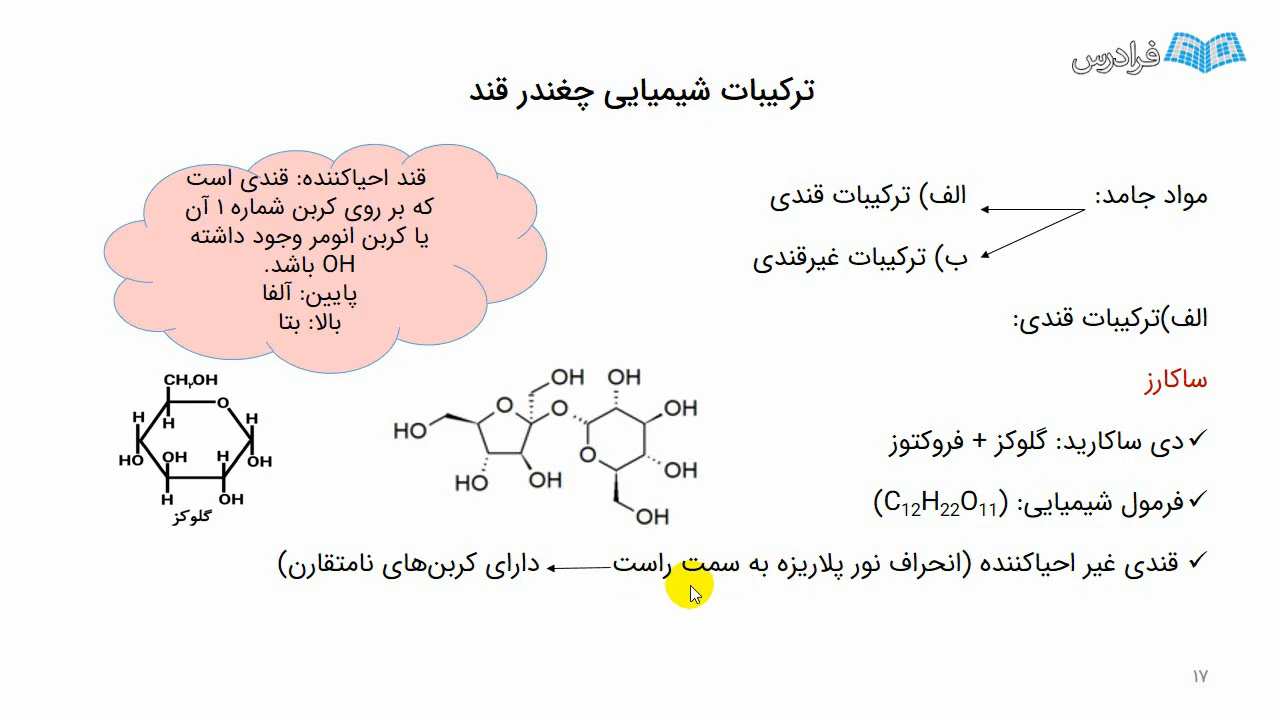 فرادرس
ترکیبات شیمیایی چغندر قند
مواد جامد:
الف) ترکیبات قندی
ب) ترکیبات غیرقندی
قند احیاکننده: قندی است
که بر روی کربن شماره ۱ آن
یا کربن انومر وجود داشته
OH باشد.
پایین: آلفا
بالا: بتا
الف)ترکیبات قندی:
ساکارز
✓ دی ساکارید: گلوکز + فروکتوز
✓ فرمول شیمیایی: (C₁₂H₂₂O₁₁)
✓ قندی غیر احیاکننده (انحراف نور پلاریزه به سمت راست ← دارای کربن‌های نامتقارن)
CH₂OH
O
H
H
H
HO
OH
H
OH
H
OH
گلوکز
OH
OH
O
O
OH
HO
O
OH
HO
OH
OH
۱۷